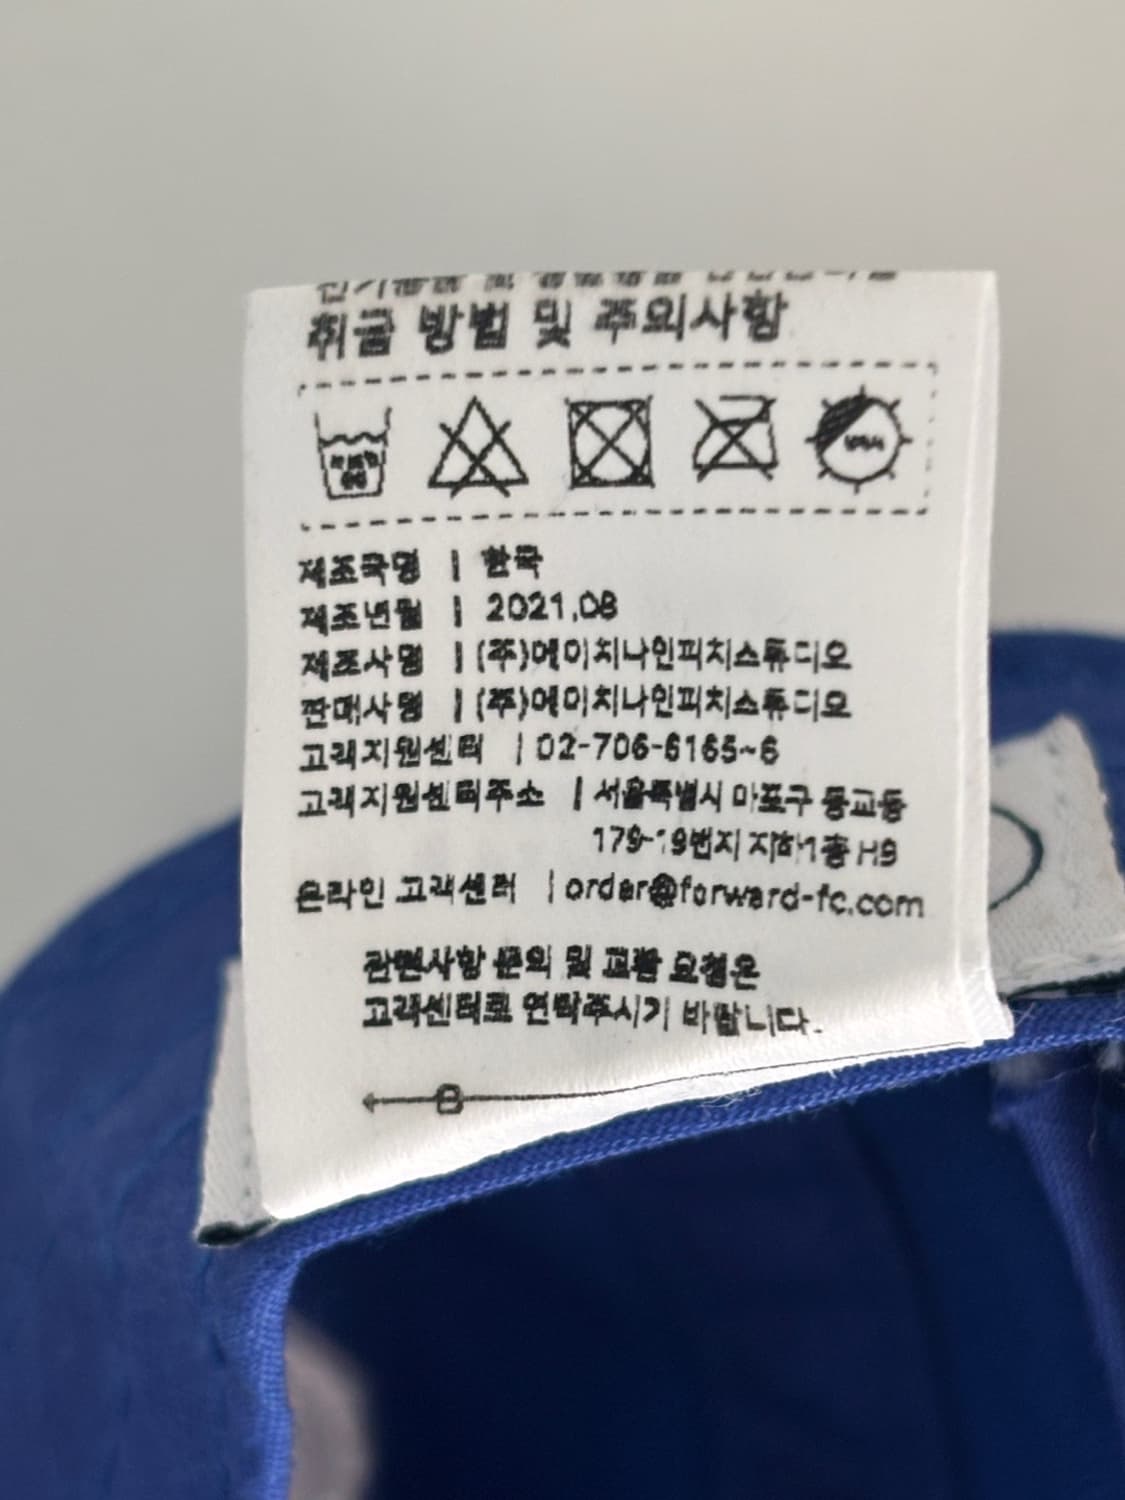 취급 방법 및 주의사항
제조국명 | 한국
제조년월 | 2021.08
제조사명 | (주)에이치나인피치스튜디오
판매사명 | (주)에이치나인피치스튜디오
고객지원센터 | 02-706-6165~6
고객지원센터주소 | 서울특별시 마포구 동교동
179-19번지 지하1층 H9
온라인 고객센터 | order@forward-fc.com
관련사항 문의 및 교환 요청은
고객센터로 연락주시기 바랍니다.